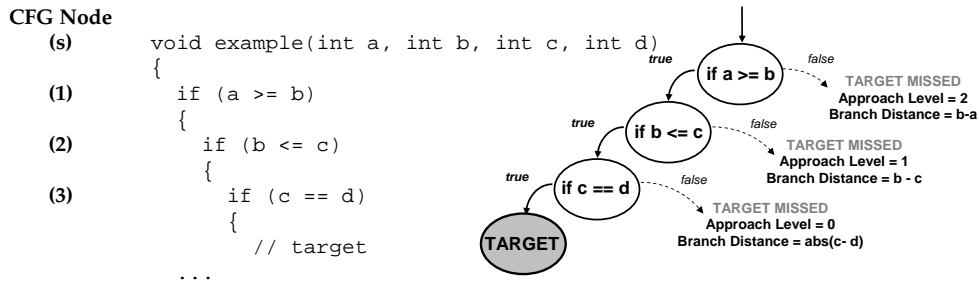 CFG Node
(s) void example(int a, int b, int c, int d)
{
(1) if (a >= b)
{
(2) if (b <= c)
{
(3) if (c == d)
{
// target
...
if a >= b
true
false
TARGET MISSED
Approach Level = 2
Branch Distance = b-a
if b <= c
true
false
TARGET MISSED
Approach Level = 1
Branch Distance = b - c
if c == d
true
false
TARGET MISSED
Approach Level = 0
Branch Distance = abs(c- d)
TARGET